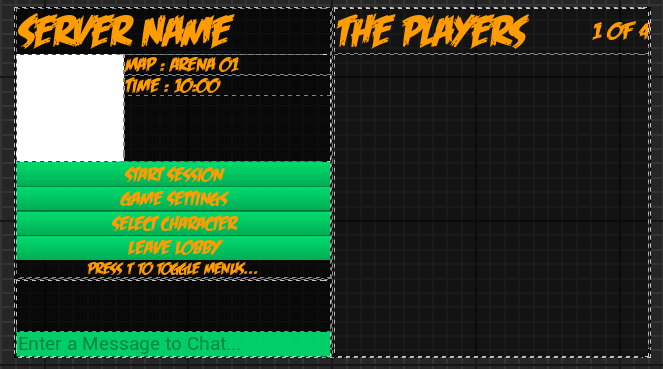 SERVER NAME
MAP : ARENA 01
TIME : 10:00
START SESSION
GAME SETTINGS
SELECT CHARACTER
LEAVE LOBBY
PRESS T TO TOGGLE MENUS...
Enter a Message to Chat...
THE PLAYERS
1 OF 4